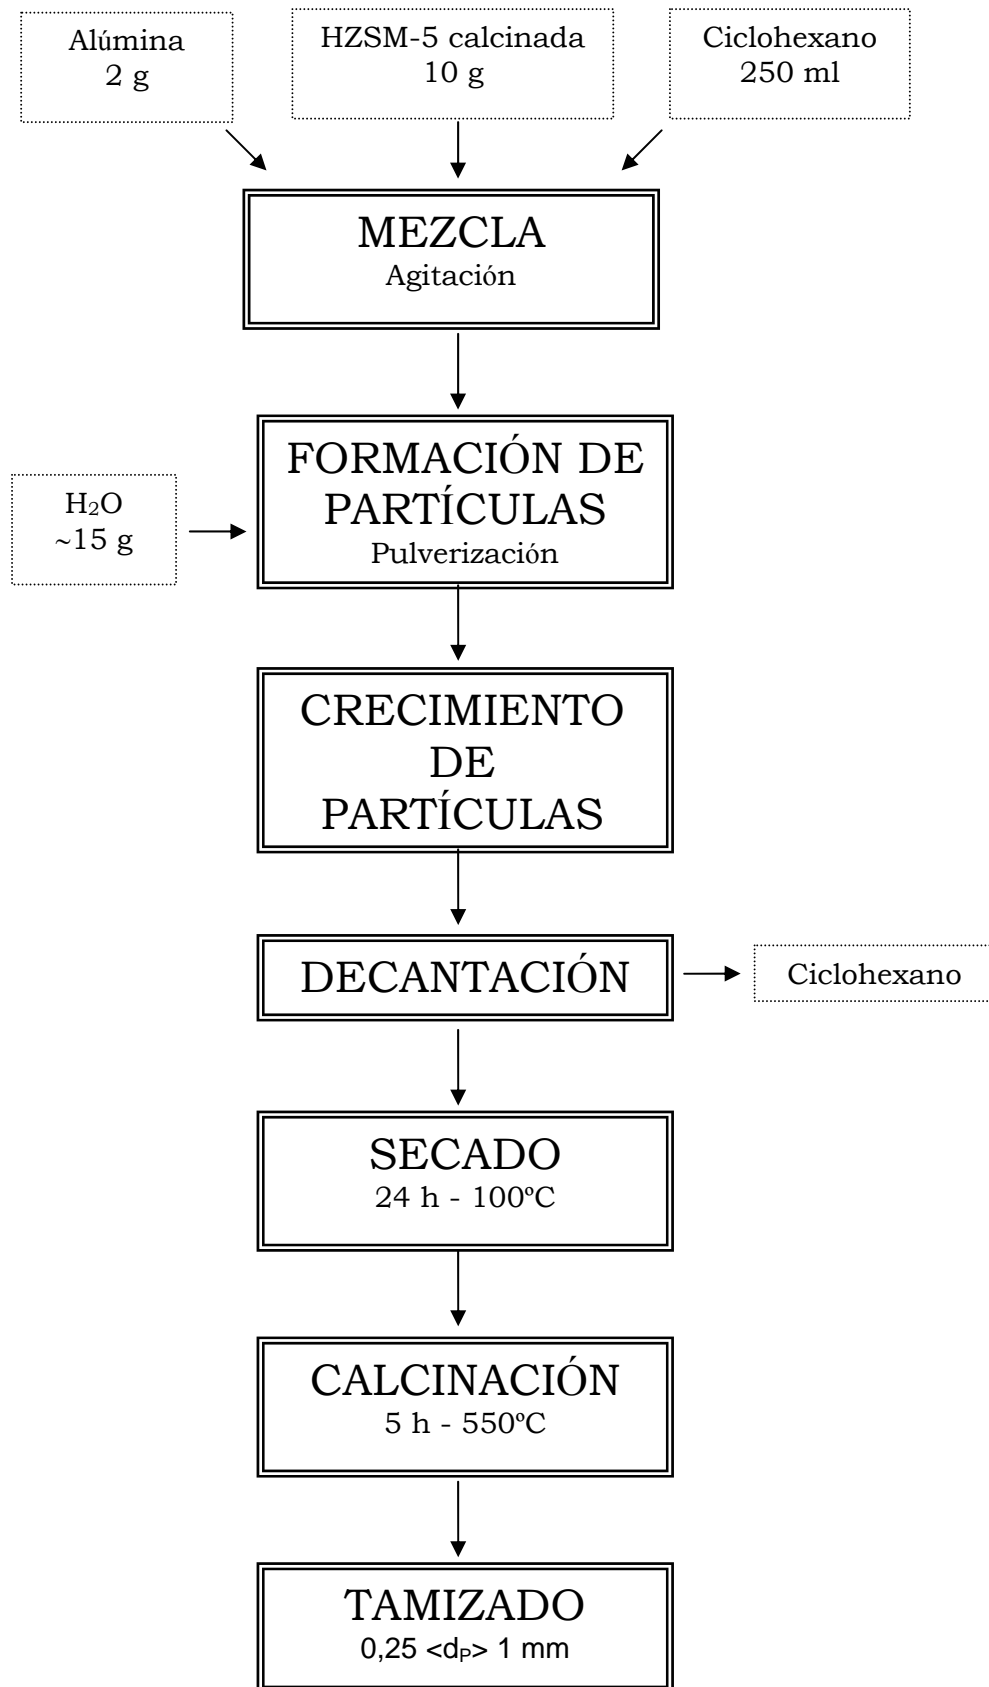 Alúmina
2 g
HZSM-5 calcinada
10 g
Ciclohexano
250 ml
MEZCLA
Agitación
FORMACIÓN DE
PARTÍCULAS
Pulverización
H₂O
~15 g
CRECIMIENTO
DE
PARTÍCULAS
DECANTACIÓN
Ciclohexano
SECADO
24 h - 100ºC
CALCINACIÓN
5 h - 550ºC
TAMIZADO
0,25 <dₚ> 1 mm